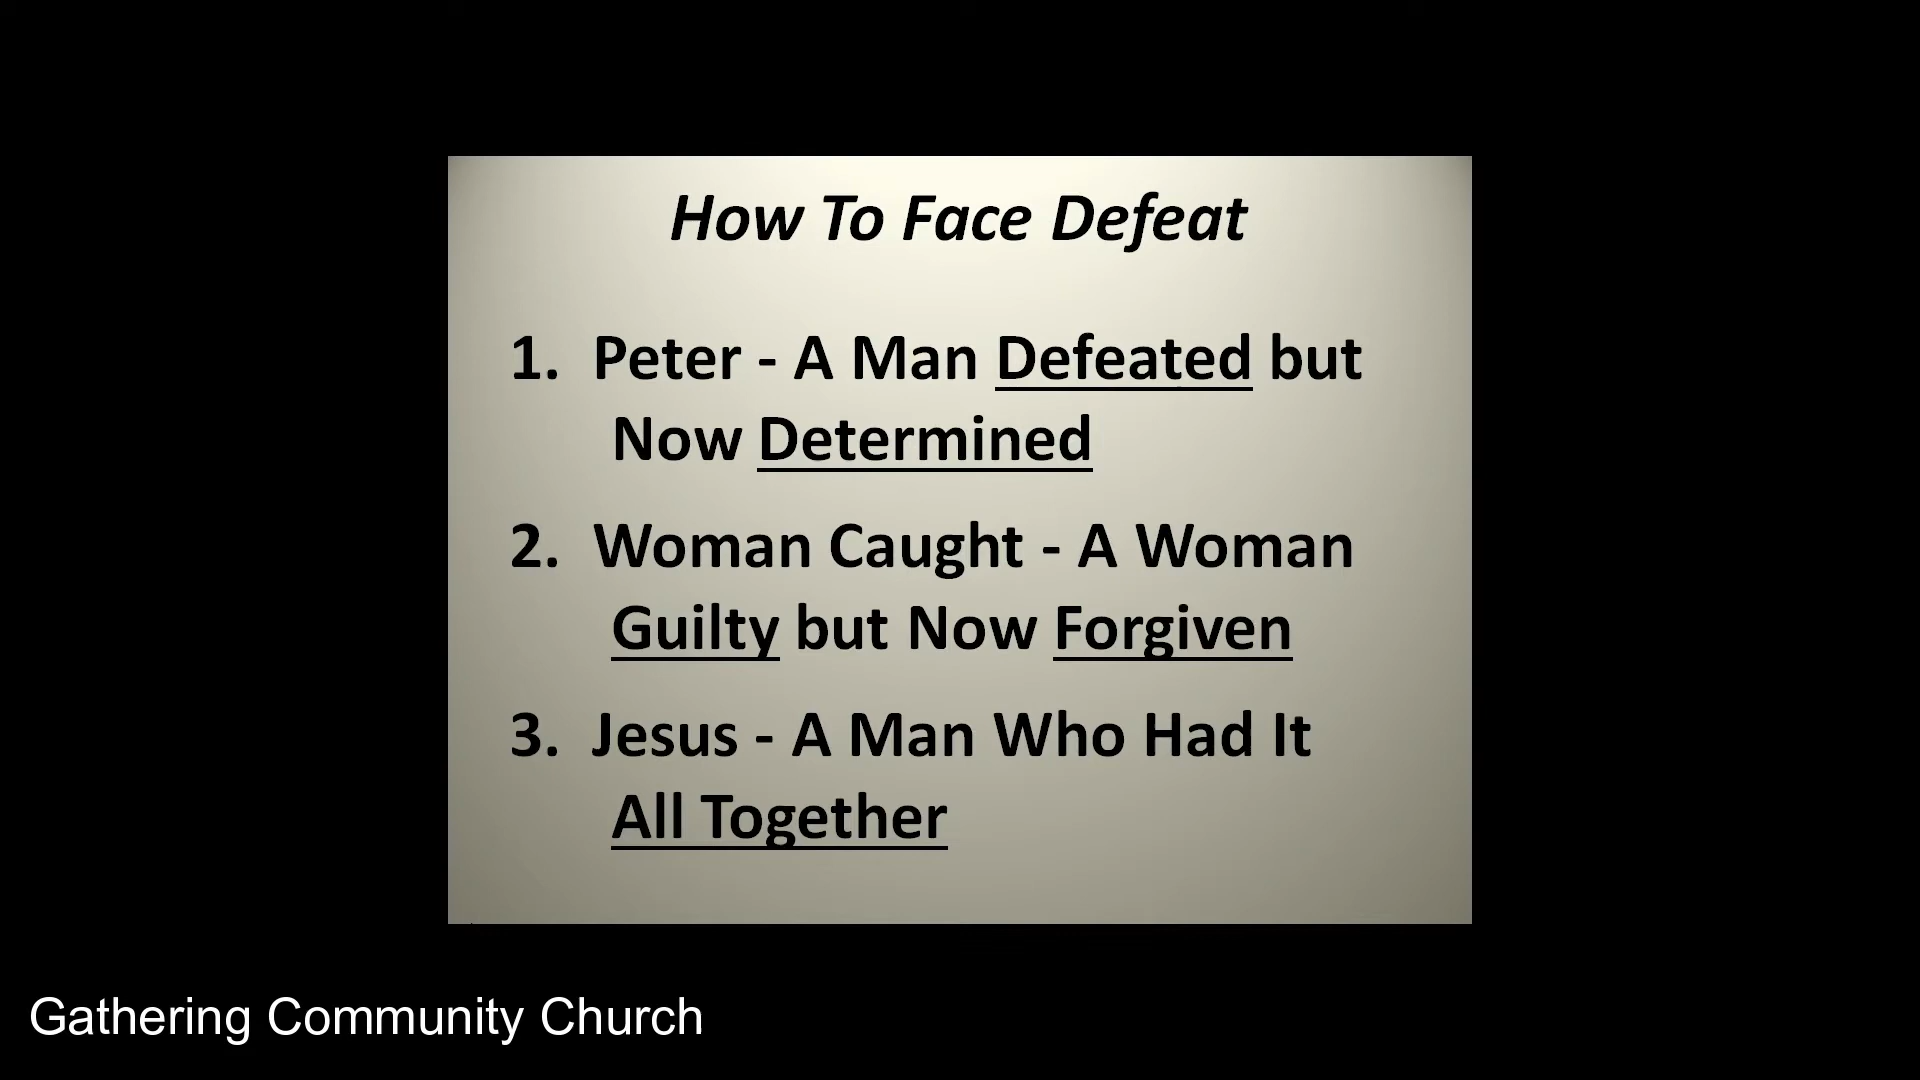 How To Face Defeat
1. Peter - A Man Defeated but
Now Determined
2. Woman Caught - A Woman
Guilty but Now Forgiven
3. Jesus - A Man Who Had It
All Together
Gathering Community Church